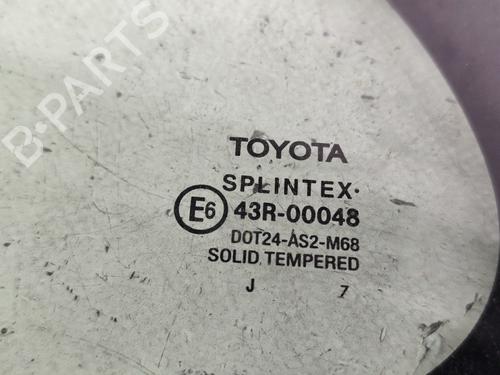 B-PARTS
TOYOTA
SPLINTEX·
E6 43R-00048
DOT24-AS2-M68
SOLID TEMPERED
J 7